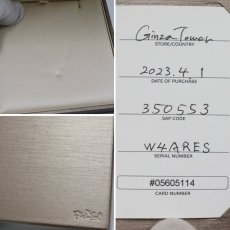 Ginza Tower
STORE/COUNTRY
2023.4 1
DATE OF PURCHASE
350553
SAP CODE
W4ARES
SERIAL NUMBER
#05605114
CARD NUMBER